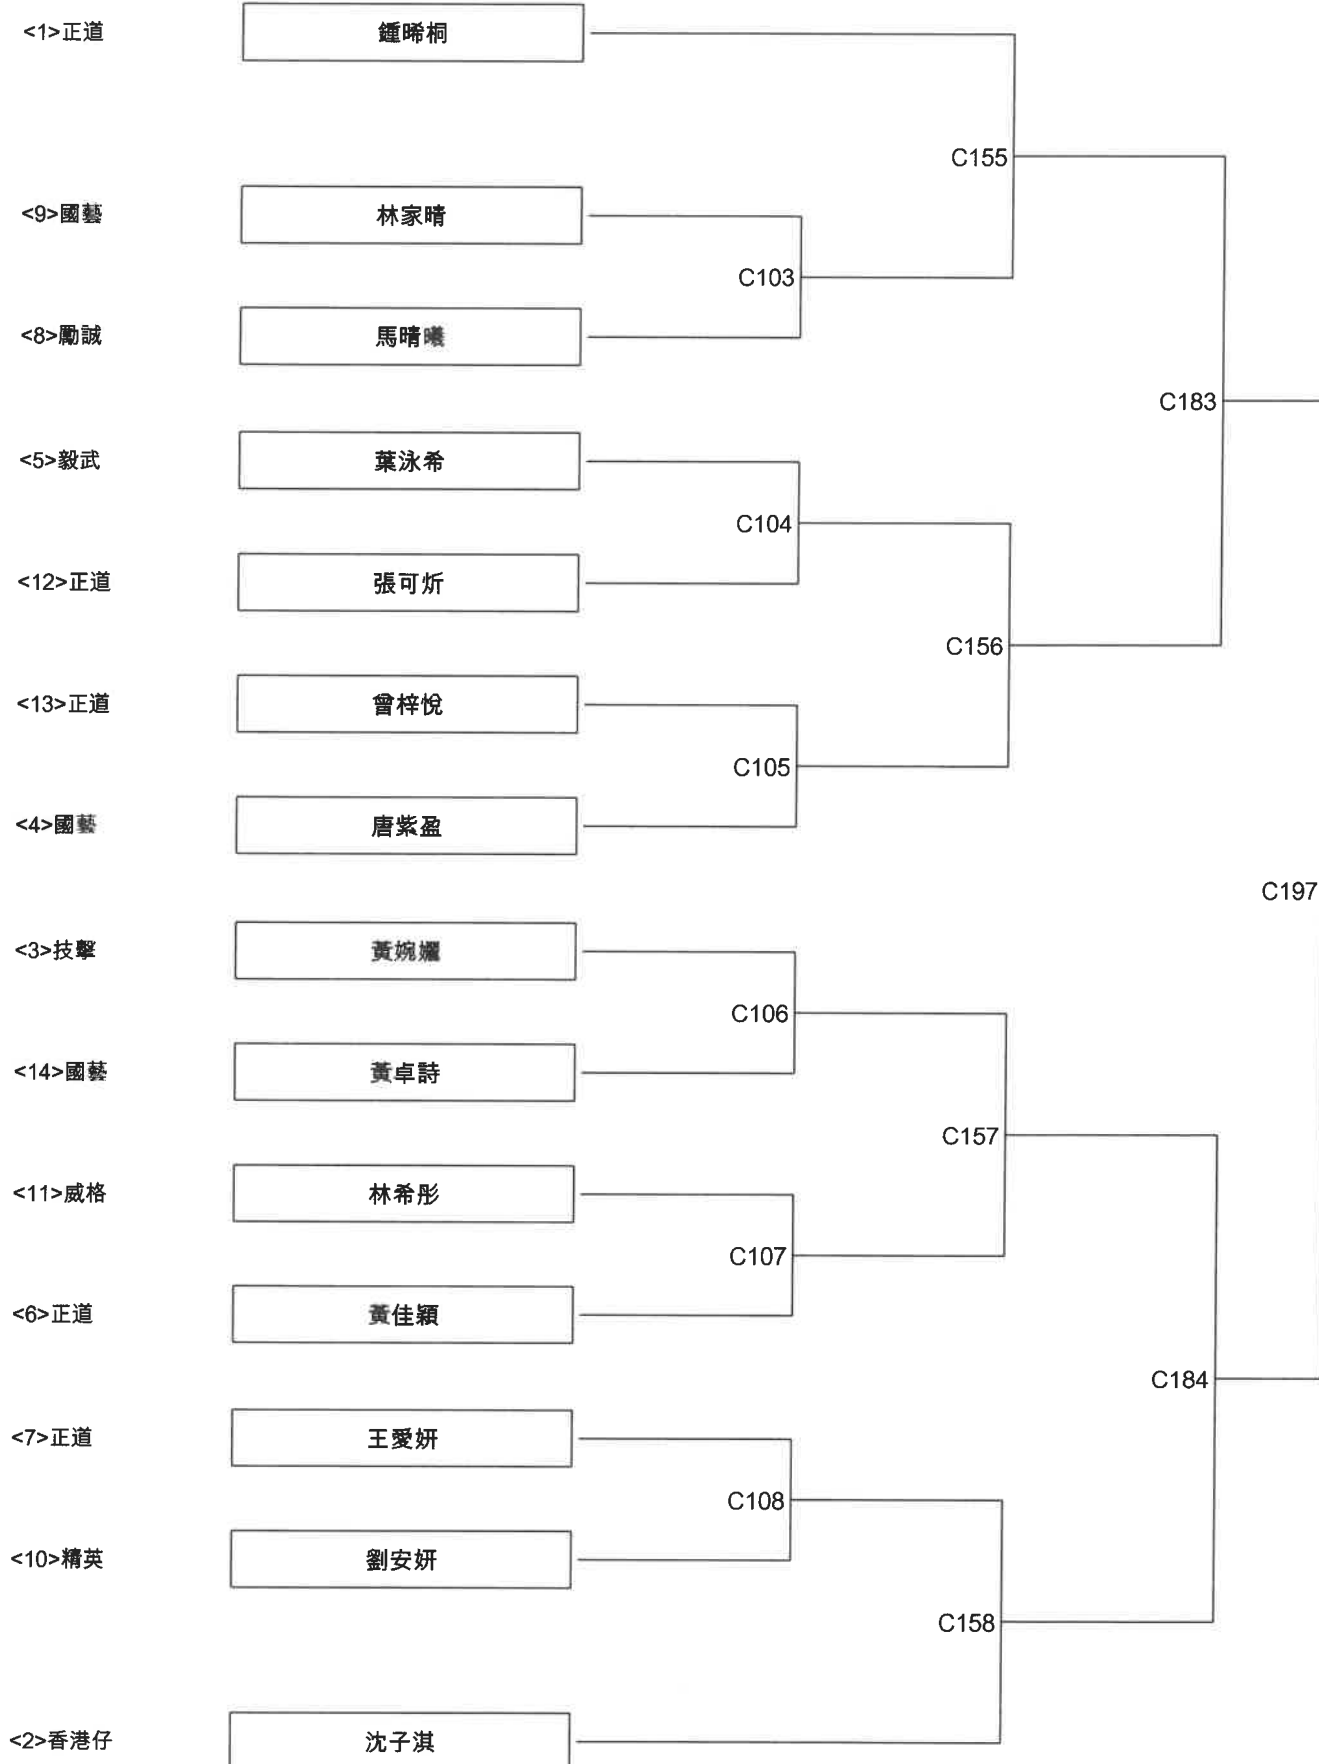 <1>正道 鍾晞桐
C155
<9>國藝 林家晴
C103
<8>勵誠 馬晴曦
C183
<5>毅武 葉泳希
C104
<12>正道 張可炘
C156
<13>正道 曾梓悅
C105
<4>國藝 唐紫盈
C197
<3>技擊 黃婉孋
C106
<14>國藝 黃卓詩
C157
<11>威格 林希彤
C107
<6>正道 黃佳穎
C184
<7>正道 王愛妍
C108
<10>精英 劉安妍
C158
<2>香港仔 沈子淇